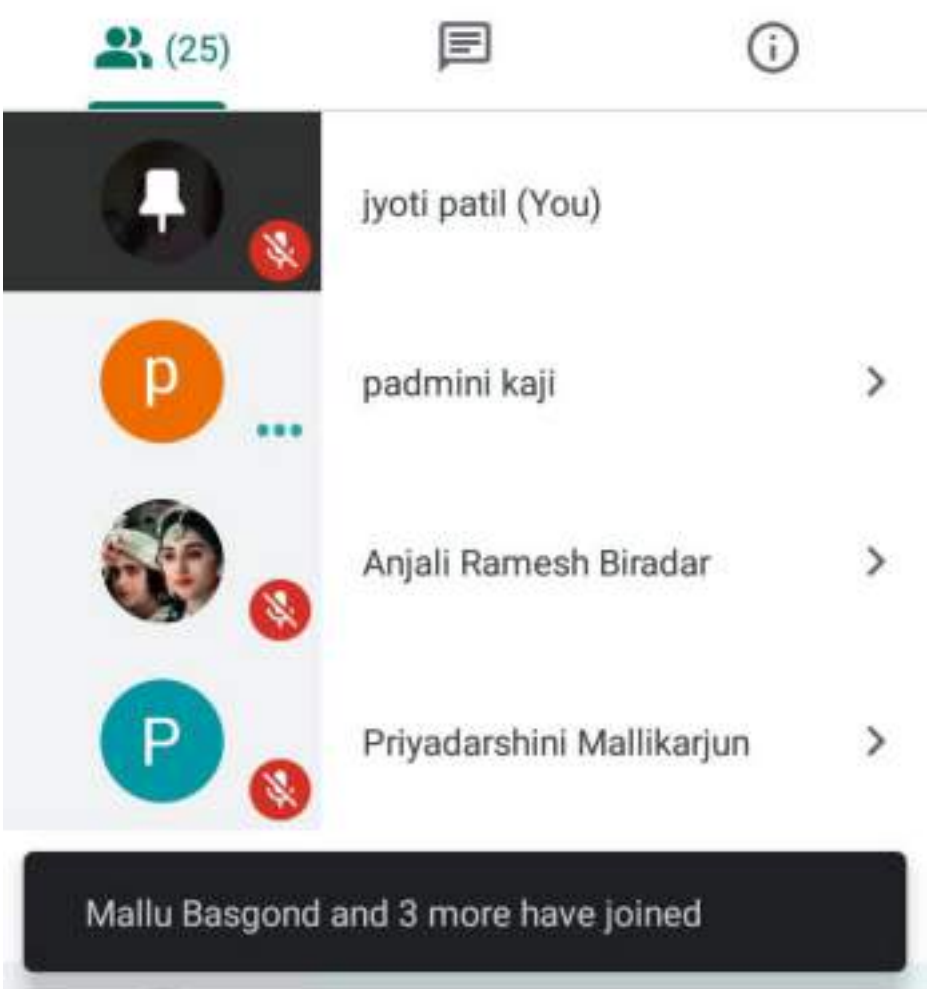 (25)
jyoti patil (You)
p
padmini kaji
Anjali Ramesh Biradar
P
Priyadarshini Mallikarjun
Mallu Basgond and 3 more have joined